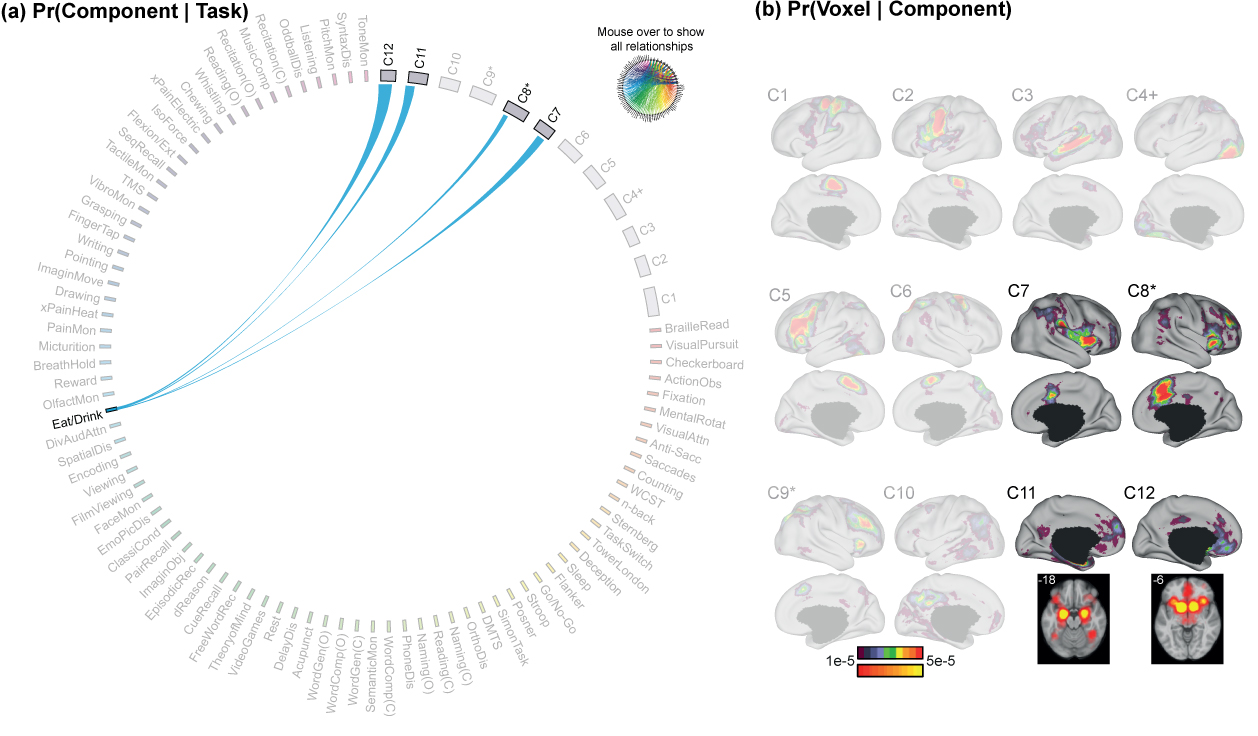 (a) Pr(Component | Task)
Mouse over to show
all relationships
C12
C11
C10
C9*
C8*
C7
C6
C5
C4+
C3
C2
C1
BrailleRead
VisualPursuit
Checkerboard
ActionObs
Fixation
MentalRotat
VisualAttn
Anti-Sacc
Saccades
Counting
WCST
n-back
Sternberg
TaskSwitch
TowerLondon
Deception
Sleep
Flanker
Go/No-Go
Stroop
Posner
SimonTask
DMTS
OrthoDis
Naming(C)
Reading(C)
Naming(O)
PhoneDis
WordComp(C)
SemanticMon
WordGen(C)
WordComp(O)
WordGen(O)
Acupunct
DelayDis
Rest
VideoGames
TheoryofMind
FreeWordRec
CueRecall
dReason
EpisodicRec
ImaginObj
PairRecall
ClassiCond
EmoPicDis
FaceMon
FilmViewing
Viewing
Encoding
SpatialDis
DivAudAttn
Eat/Drink
OlfactMon
Reward
BreathHold
Micturition
PainMon
xPainHeat
Drawing
ImaginMove
Pointing
Writing
FingerTap
Grasping
VibroMon
TMS
TactileMon
SeqRecall
Flexion/Ext
IsoForce
xPainElectric
Chewing
Whistling
Reading(O)
Recitation(O)
MusicComp
Recitation(C)
OddballDis
Listening
PitchMon
SyntaxDis
ToneMon
(b) Pr(Voxel | Component)
C1
C2
C3
C4+
C5
C6
C7
C8*
C9*
C10
C11
C12
-18
-6
1e-5
5e-5